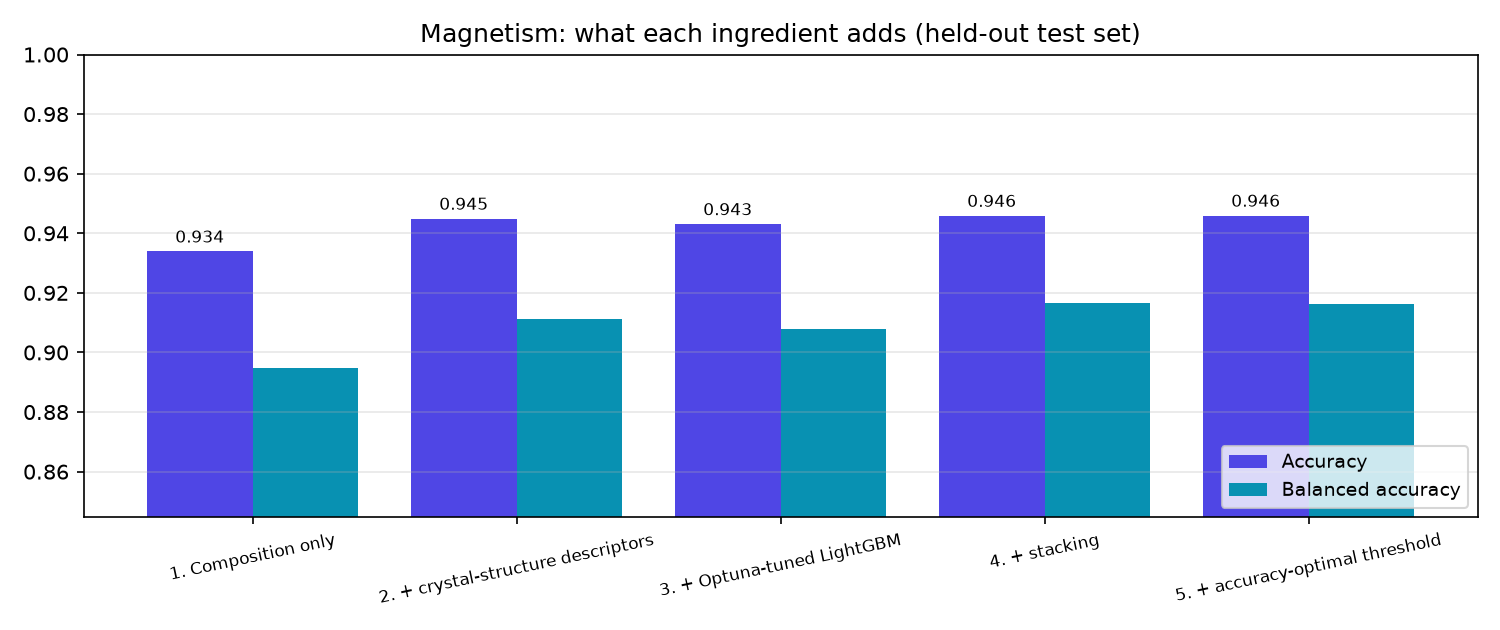 Magnetism: what each ingredient adds (held-out test set)
1.00
0.98
0.96
0.94
0.92
0.90
0.88
0.86
0.934
0.945
0.943
0.946
0.946
Accuracy
Balanced accuracy
1. Composition only
2. + crystal-structure descriptors
3. + Optuna-tuned LightGBM
4. + stacking
5. + accuracy-optimal threshold